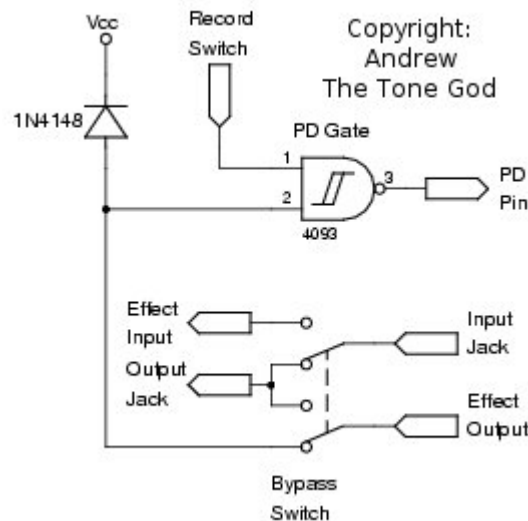 Vcc
Record
Switch
Copyright:
Andrew
The Tone God
1N4148
PD Gate
1
2
3
4093
PD
Pin
Effect
Input
Output
Jack
Input
Jack
Effect
Output
Bypass
Switch